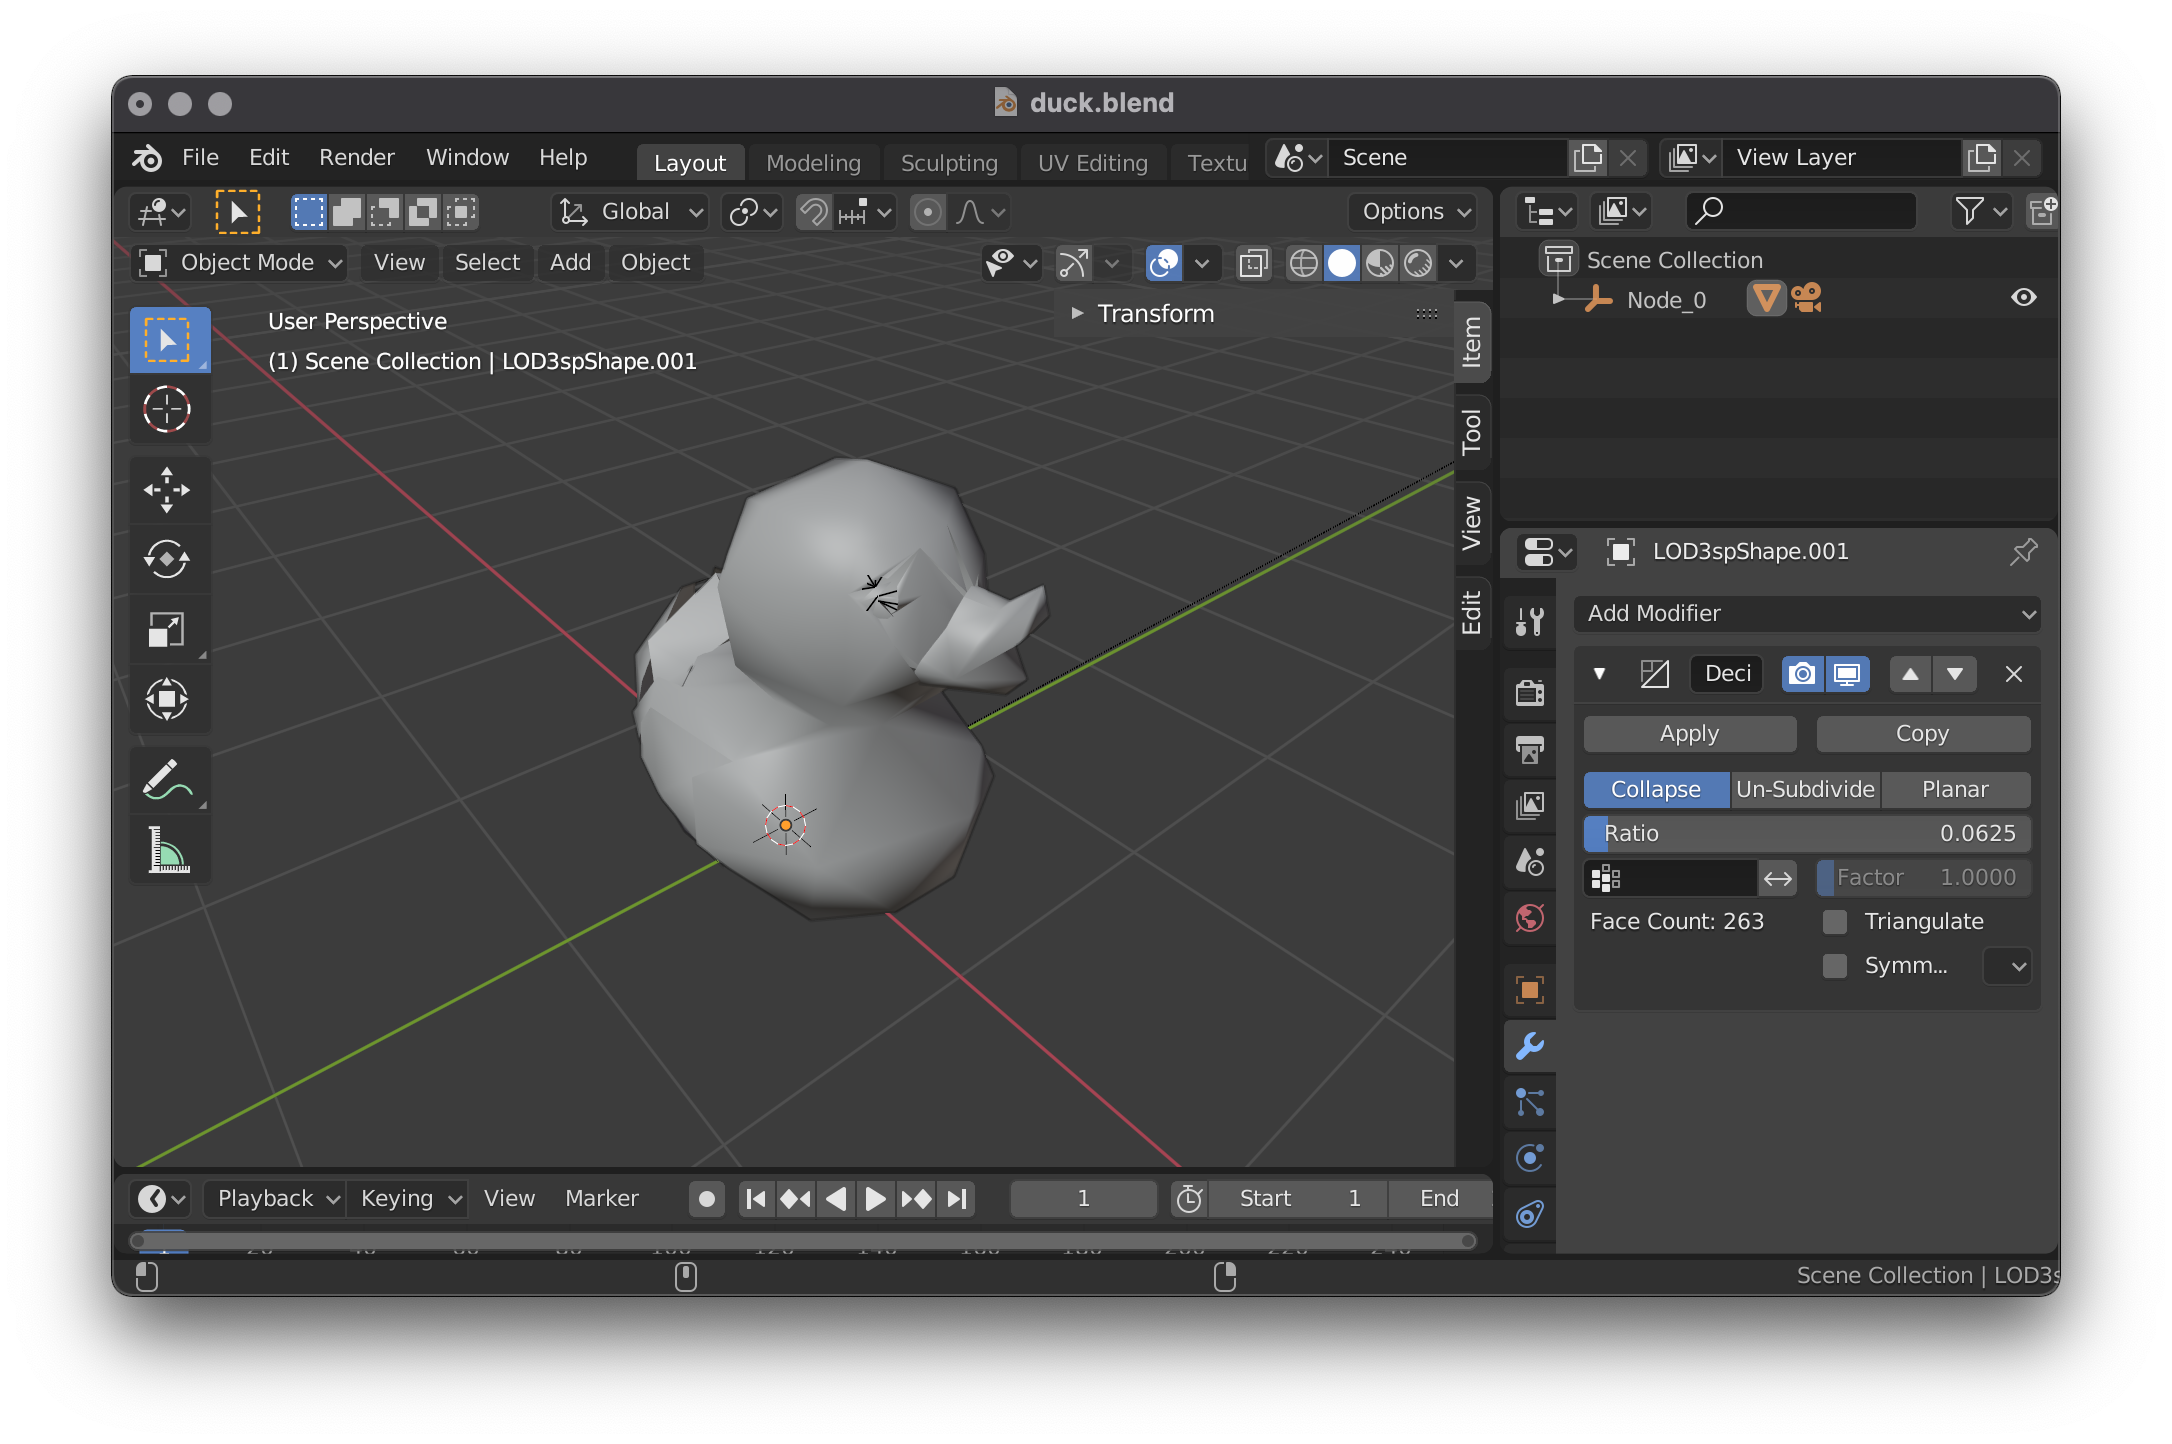 duck.blend
File Edit Render Window Help Layout Modeling Sculpting UV Editing Textu Scene View Layer
Global Options
Object Mode View Select Add Object
Transform
User Perspective
(1) Scene Collection | LOD3spShape.001
Item
Tool
View
Edit
Scene Collection
Node_0
LOD3spShape.001
Add Modifier
Deci
Apply Copy
Collapse Un-Subdivide Planar
Ratio 0.0625
Factor 1.0000
Face Count: 263 Triangulate
Symm...
Playback Keying View Marker 1 Start 1 End
Scene Collection | LOD3s